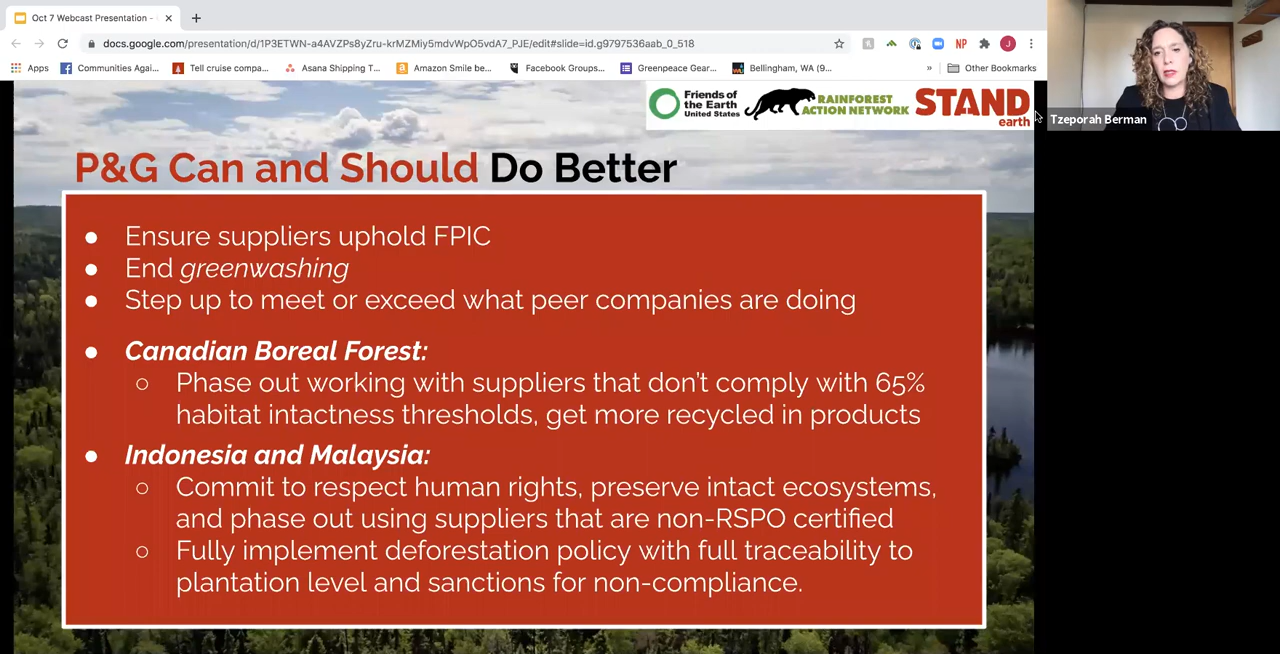 Oct 7 Webcast Presentation -
docs.google.com/presentation/d/1P3ETWN-a4AVZPs8yZru-krMZMiy5mdvWpO5vdA7_PJE/edit#slide=id.g9797536aab_0_518
NP
J
Apps
Communities Agai...
Tell cruise compa...
Asana Shipping T...
Amazon Smile be...
Facebook Groups...
Greenpeace Gear...
Bellingham, WA (9...
»
Other Bookmarks
Friends of
the Earth
United States
RAINFOREST
ACTION NETWORK
STAND
earth
Tzeporah Berman
P&G Can and Should Do Better
● Ensure suppliers uphold FPIC
● End greenwashing
● Step up to meet or exceed what peer companies are doing
● Canadian Boreal Forest:
○ Phase out working with suppliers that don't comply with 65%
habitat intactness thresholds, get more recycled in products
● Indonesia and Malaysia:
○ Commit to respect human rights, preserve intact ecosystems,
and phase out using suppliers that are non-RSPO certified
○ Fully implement deforestation policy with full traceability to
plantation level and sanctions for non-compliance.